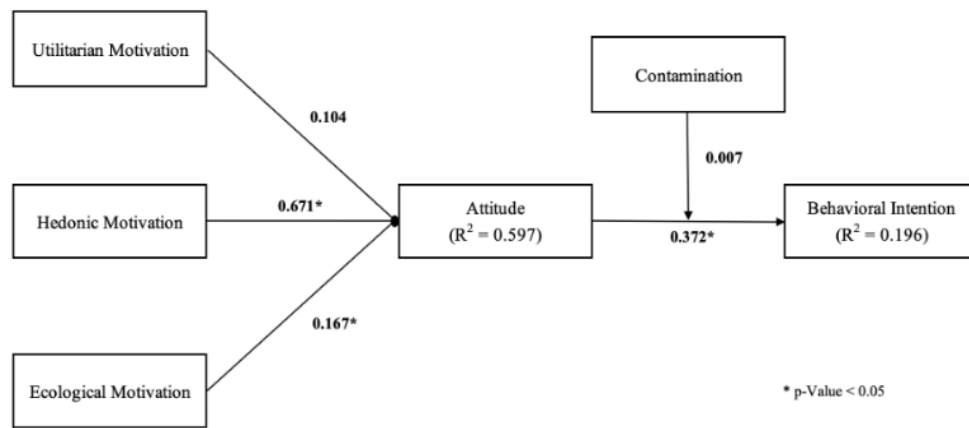 Utilitarian Motivation
Contamination
0.104
0.007
Hedonic Motivation
0.671*
Attitude
(R² = 0.597)
0.372*
Behavioral Intention
(R² = 0.196)
0.167*
Ecological Motivation
* p-Value < 0.05